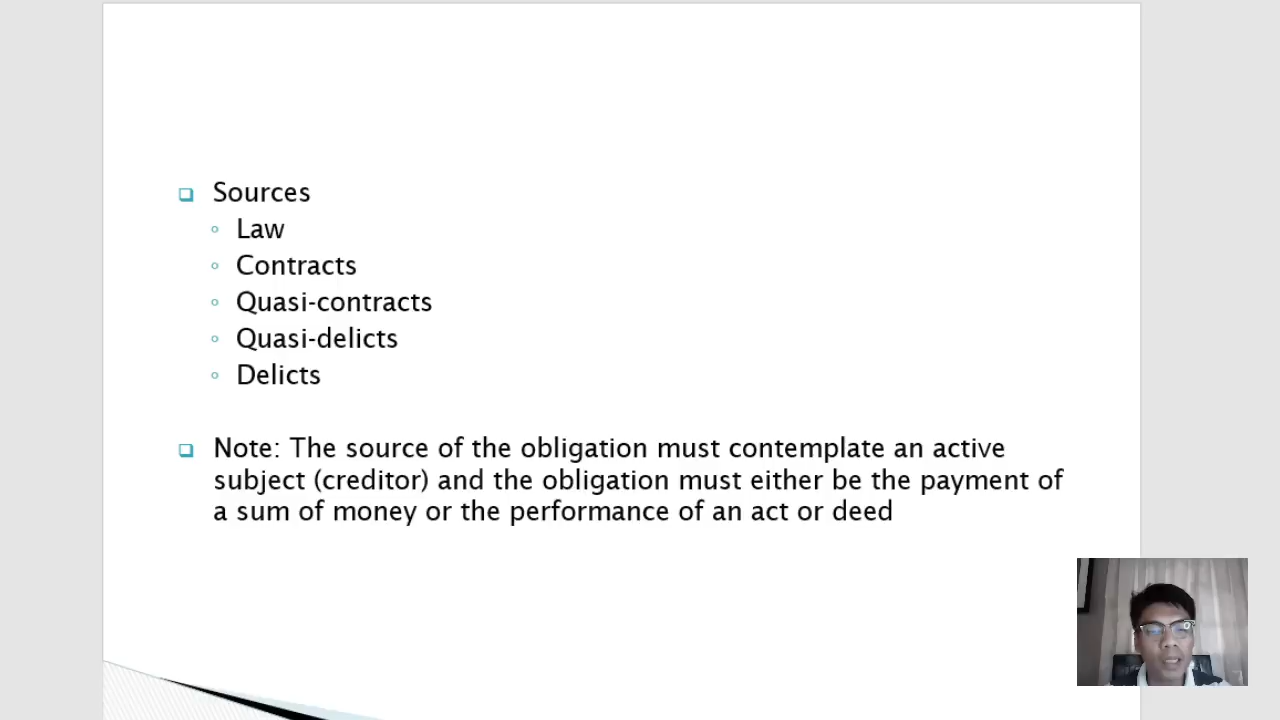 Sources
Law
Contracts
Quasi-contracts
Quasi-delicts
Delicts
Note: The source of the obligation must contemplate an active
subject (creditor) and the obligation must either be the payment of
a sum of money or the performance of an act or deed